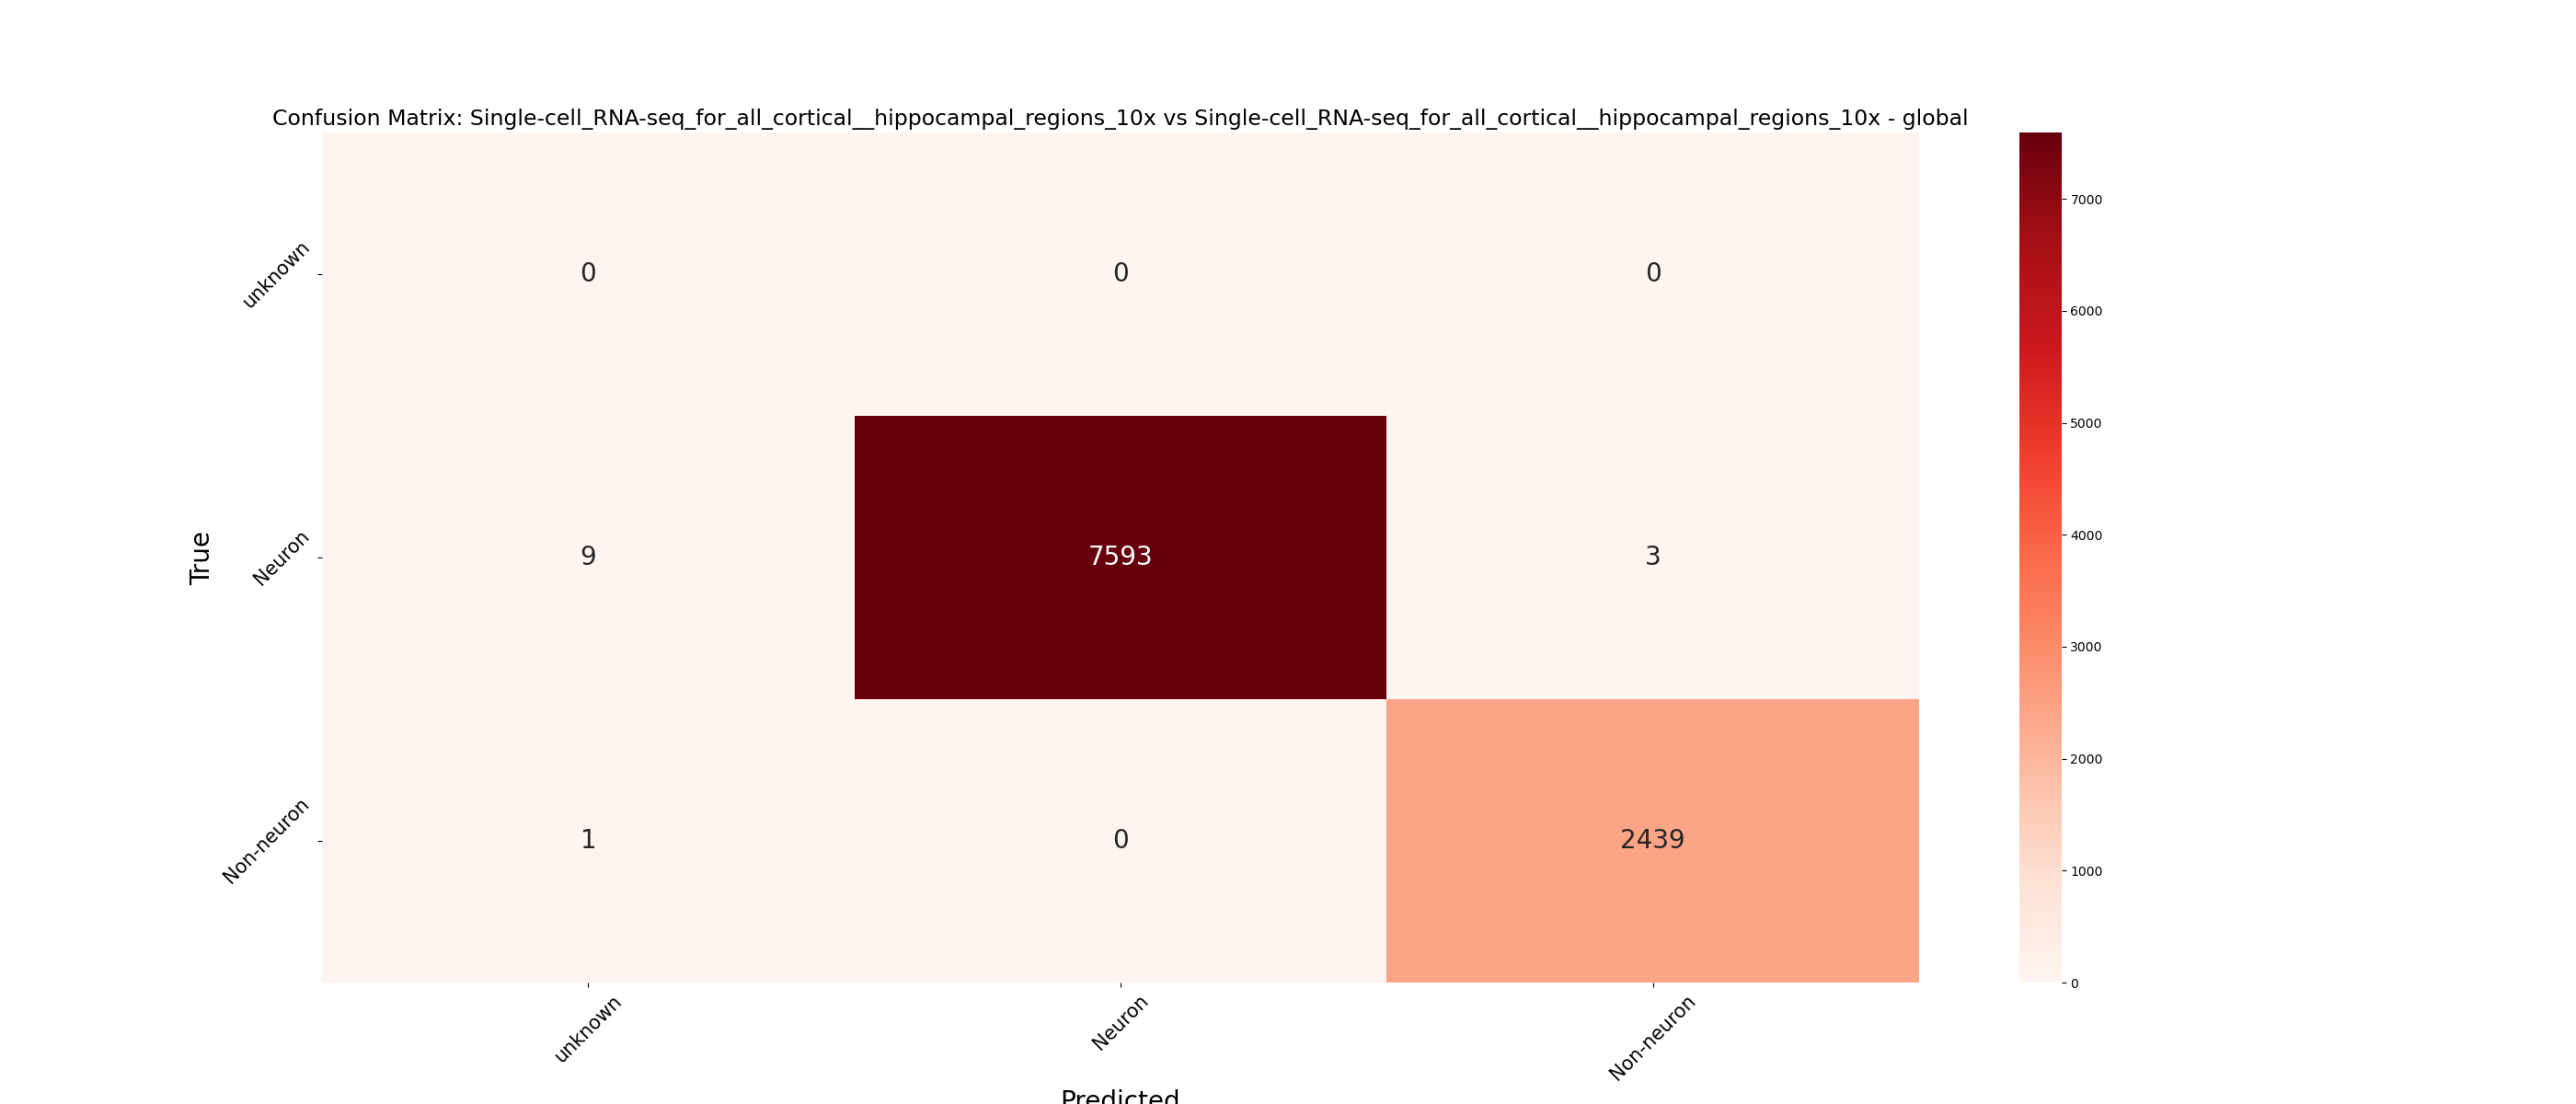 Confusion Matrix: Single-cell_RNA-seq_for_all_cortical__hippocampal_regions_10x vs Single-cell_RNA-seq_for_all_cortical__hippocampal_regions_10x - global
True
unknown
0 0 0
Neuron
9 7593 3
Non-neuron
1 0 2439
unknown Neuron Non-neuron
Predicted
7000
6000
5000
4000
3000
2000
1000
0